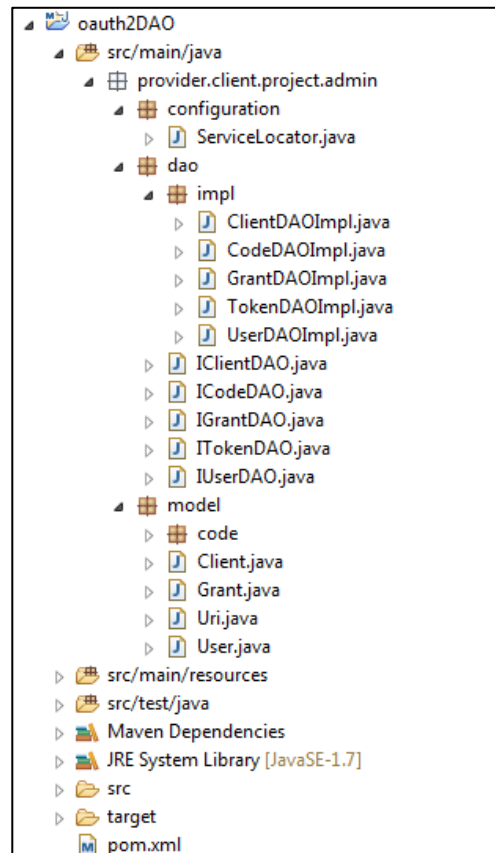 oauth2DAO
src/main/java
provider.client.project.admin
configuration
ServiceLocator.java
dao
impl
ClientDAOImpl.java
CodeDAOImpl.java
GrantDAOImpl.java
TokenDAOImpl.java
UserDAOImpl.java
IClientDAO.java
ICodeDAO.java
IGrantDAO.java
ITokenDAO.java
IUserDAO.java
model
code
Client.java
Grant.java
Uri.java
User.java
src/main/resources
src/test/java
Maven Dependencies
JRE System Library [JavaSE-1.7]
src
target
pom.xml